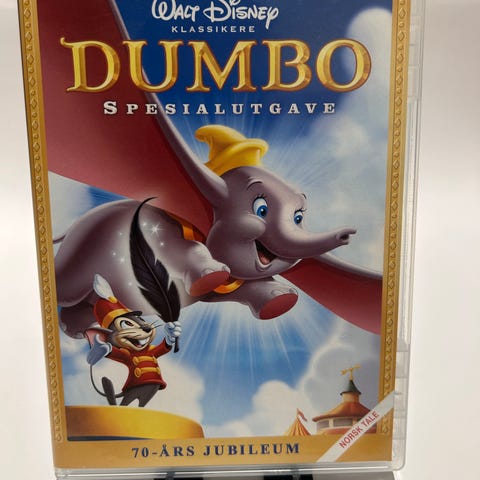 WALT DISNEY
KLASSIKERE
DUMBO
SPESIALUTGAVE
NORSK TALE
70-ÅRS JUBILEUM